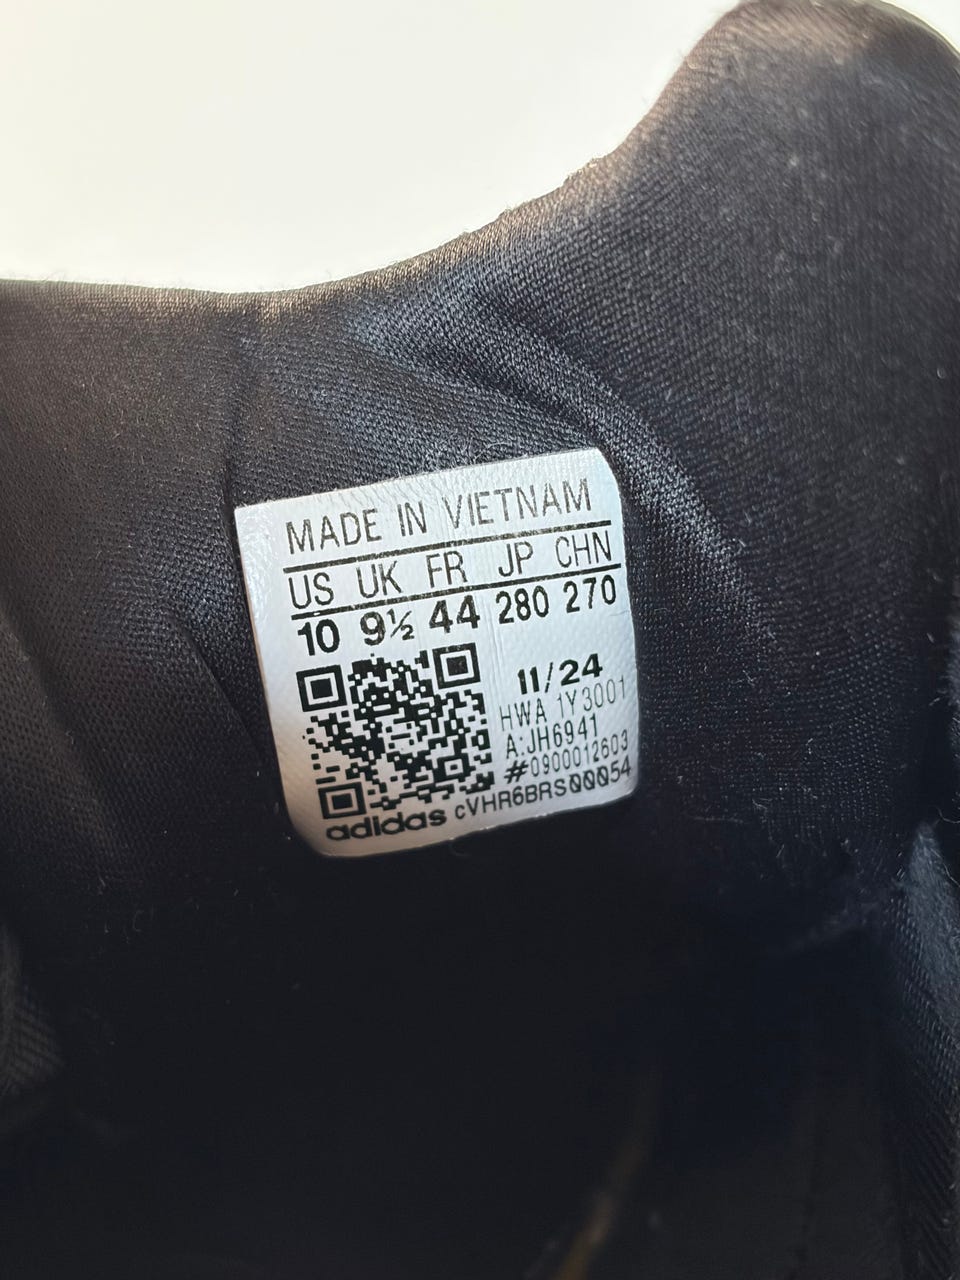 MADE IN VIETNAM
US UK FR JP CHN
10 9½ 44 280 270
11/24
HWA 1Y3001
A:JH6941
#0900012603
adidas cVHR6BRS00054